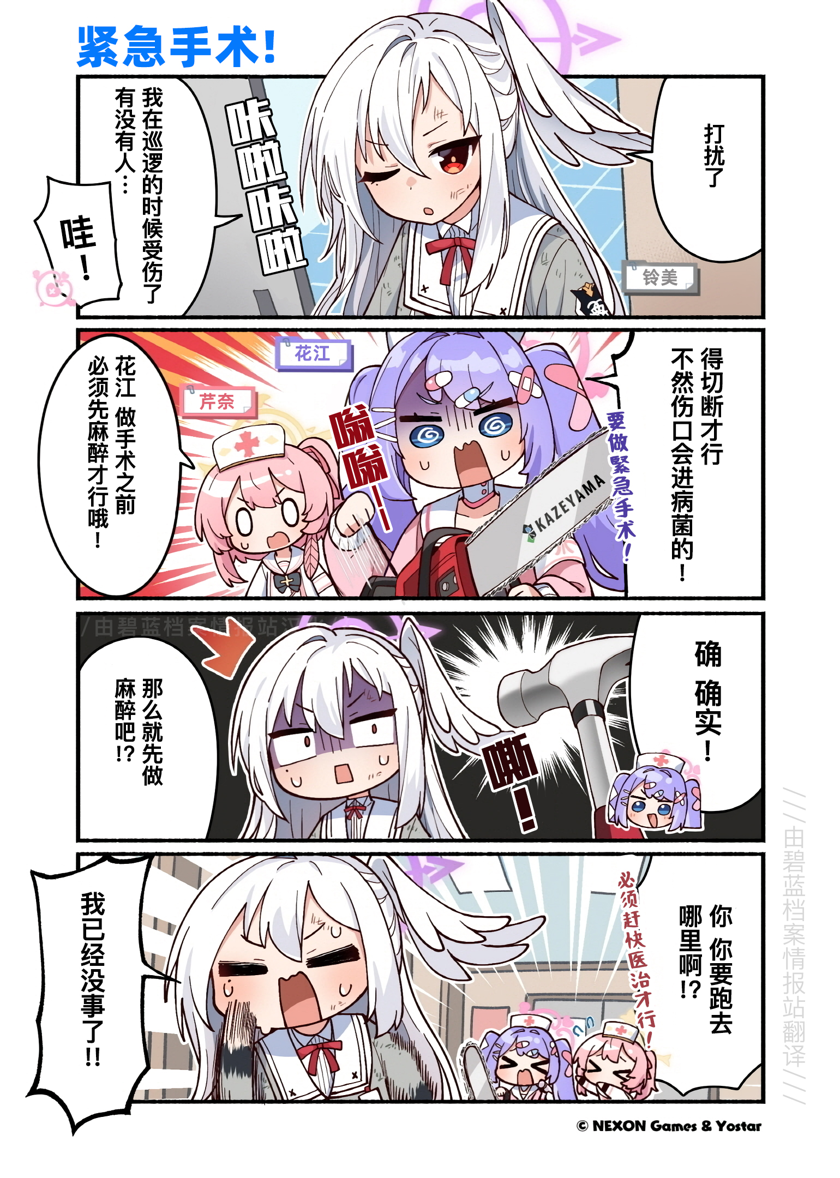 紧急手术!
打扰了
铃美
咔啦咔啦
我在巡逻的时候受伤了
有没有人…
哇！
得切断才行
不然伤口会进病菌的！
要做緊急手术！
花江
芹奈
嗡嗡！
KAZEYAMA
花江 做手术之前
必须先麻醉才行哦！
确 确实！
嘶！
那么就先做
麻醉吧!?
你 你要跑去
哪里啊!?
必须赶快医治才行！
我已经没事了!!
///由碧蓝档案情报站翻译///
© NEXON Games & Yostar